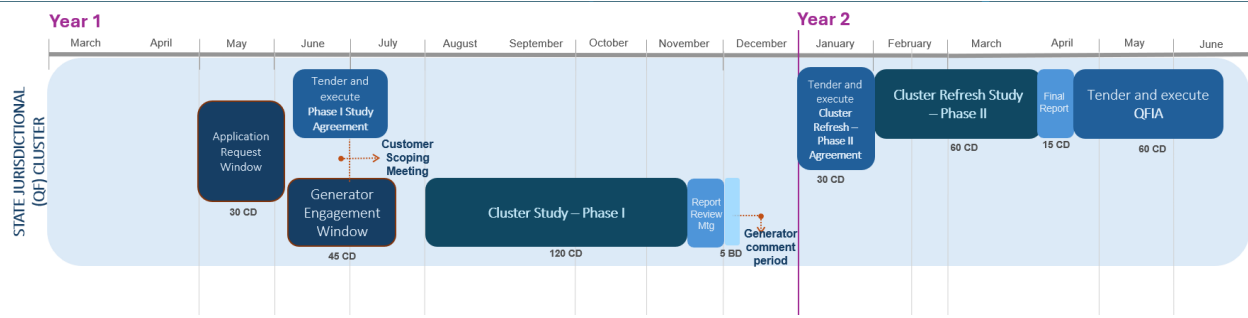 Year 1
Year 2
March April May June July August September October November December January February March April May June
STATE JURISDICTIONAL
(QF) CLUSTER
Application
Request
Window
30 CD
Tender and
execute
Phase I Study
Agreement
Customer
Scoping
Meeting
Generator
Engagement
Window
45 CD
Cluster Study – Phase I
120 CD
Report
Review
Mtg
5 BD
Generator
comment
period
Tender and
execute
Cluster
Refresh –
Phase II
Agreement
30 CD
Cluster Refresh Study
– Phase II
60 CD
Final
Report
15 CD
Tender and execute
QFIA
60 CD